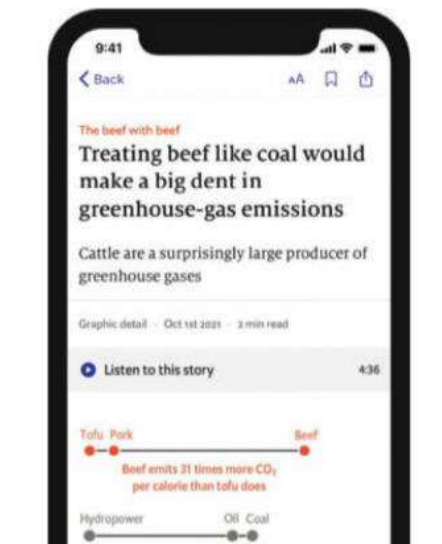 9:41
Back
AA
The beef with beef
Treating beef like coal would
make a big dent in
greenhouse-gas emissions
Cattle are a surprisingly large producer of
greenhouse gases
Graphic detail - Oct 1st 2021 - 3 min read
Listen to this story 4:36
Tofu Pork Beef
Beef emits 31 times more CO₂
per calorie than tofu does
Hydropower Oil Coal